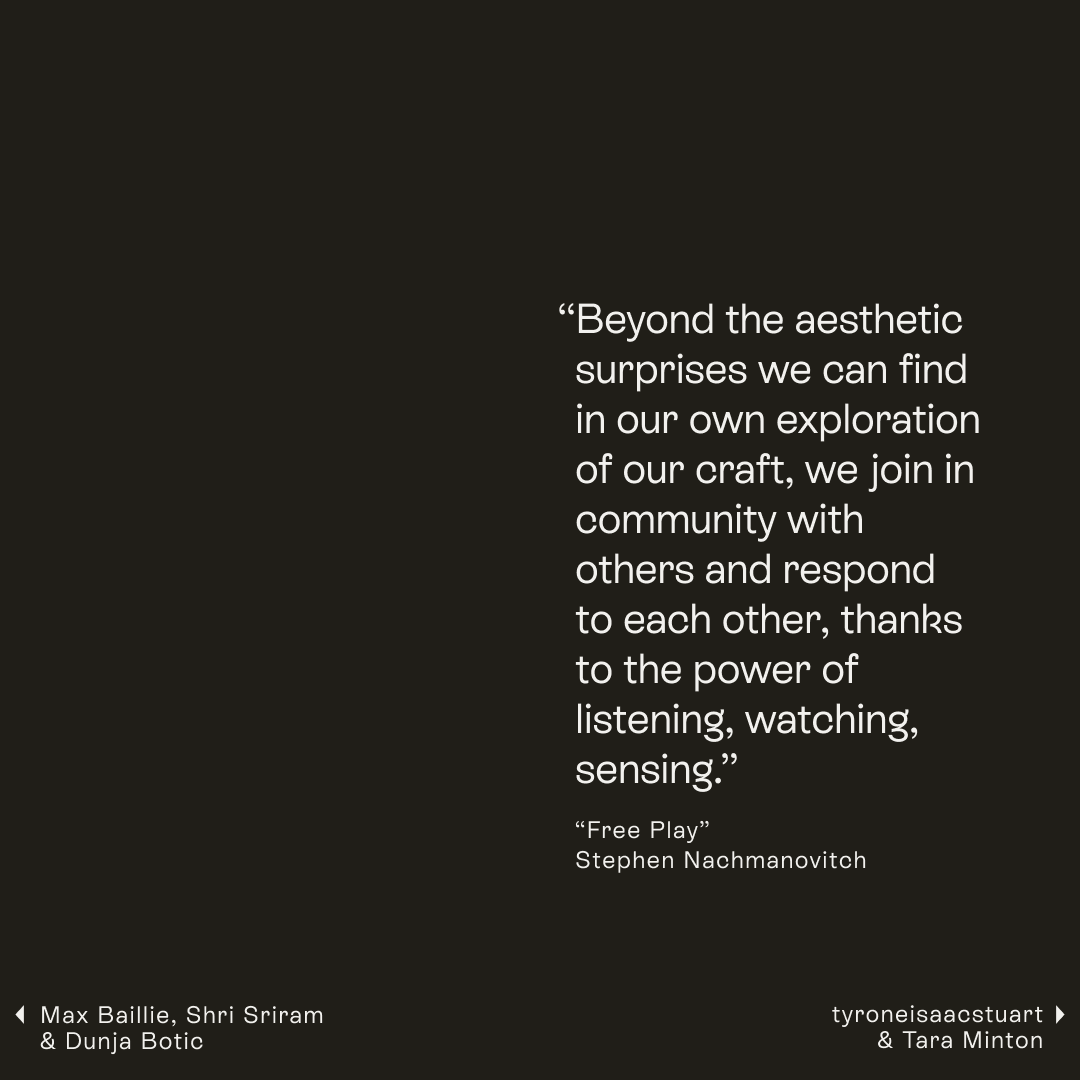 “Beyond the aesthetic
surprises we can find
in our own exploration
of our craft, we join in
community with
others and respond
to each other, thanks
to the power of
listening, watching,
sensing.”
“Free Play”
Stephen Nachmanovitch
Max Baillie, Shri Sriram
& Dunja Botic
tyroneisaacstuart
& Tara Minton